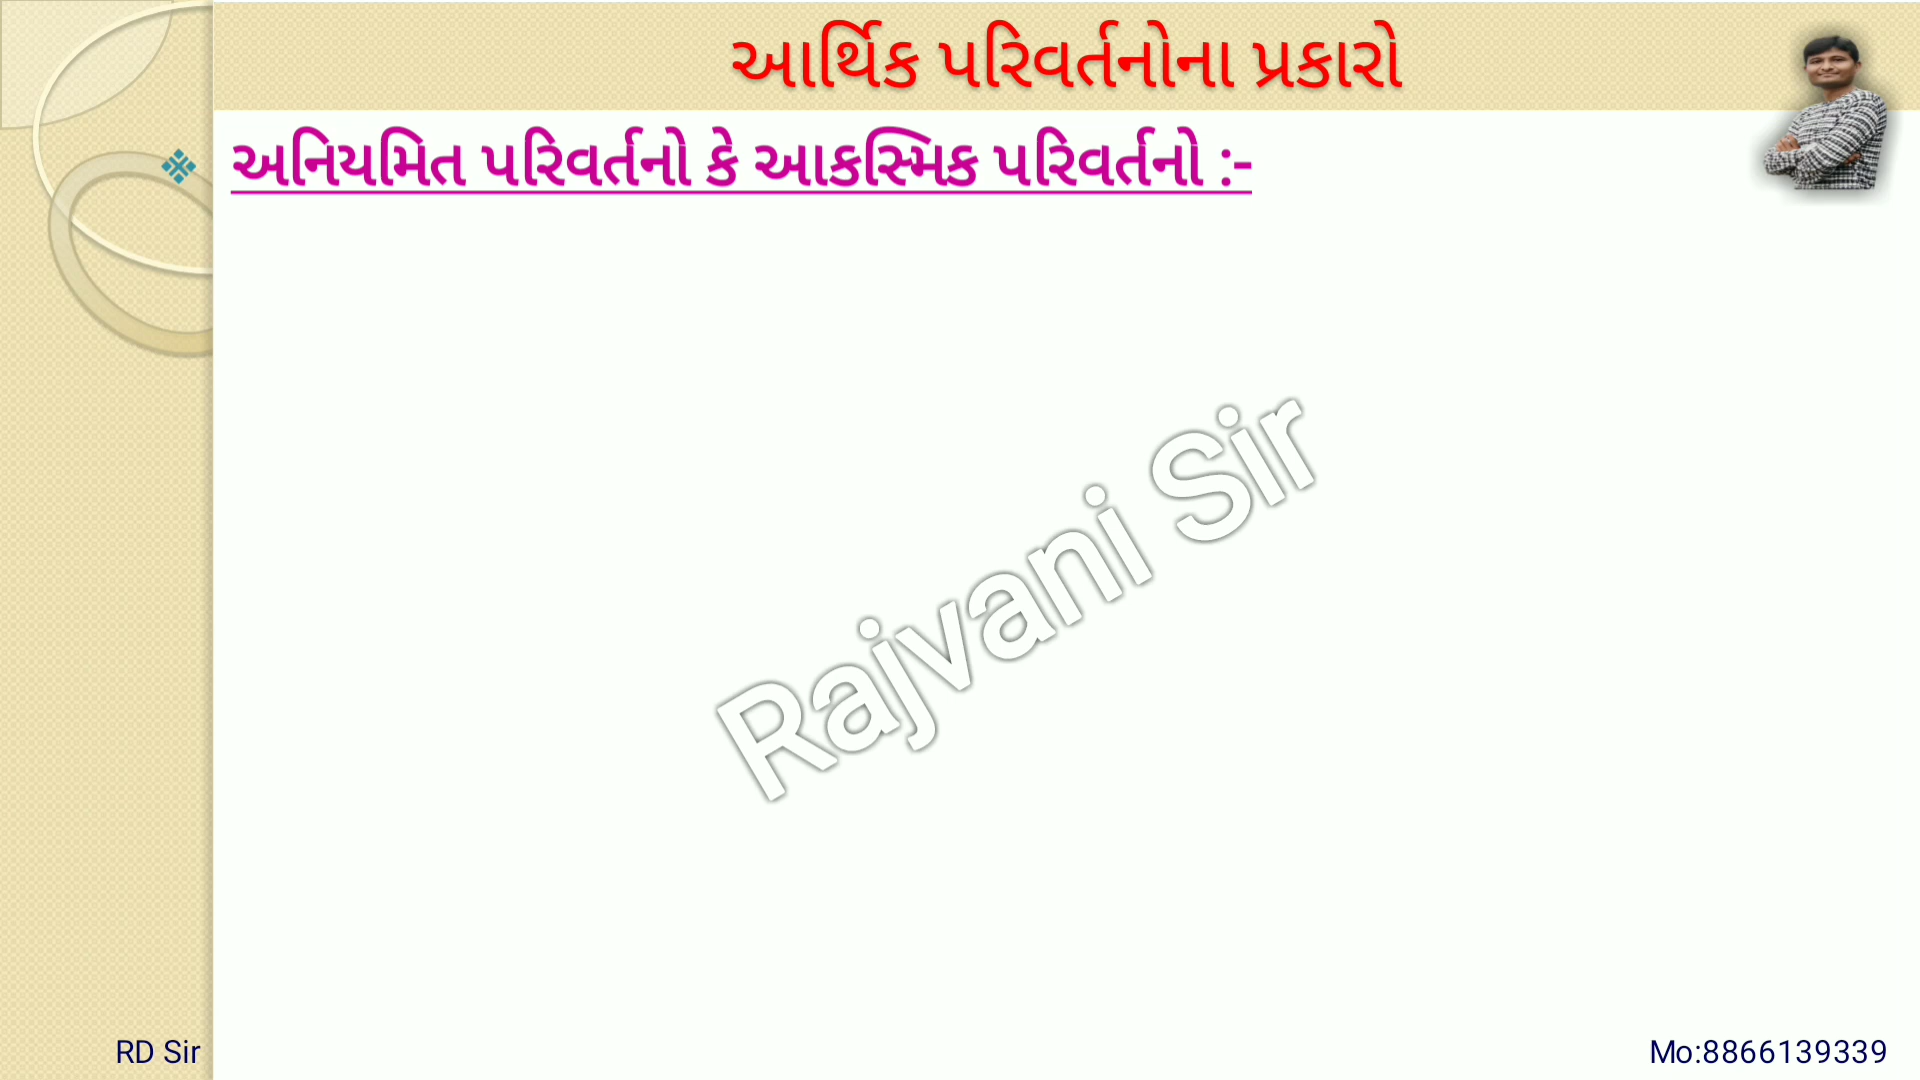 આર્થિક પરિવર્તનોના પ્રકારો
અનિયમિત પરિવર્તનો કે આકસ્મિક પરિવર્તનો :-
Rajvani Sir
RD Sir
Mo:8866139339